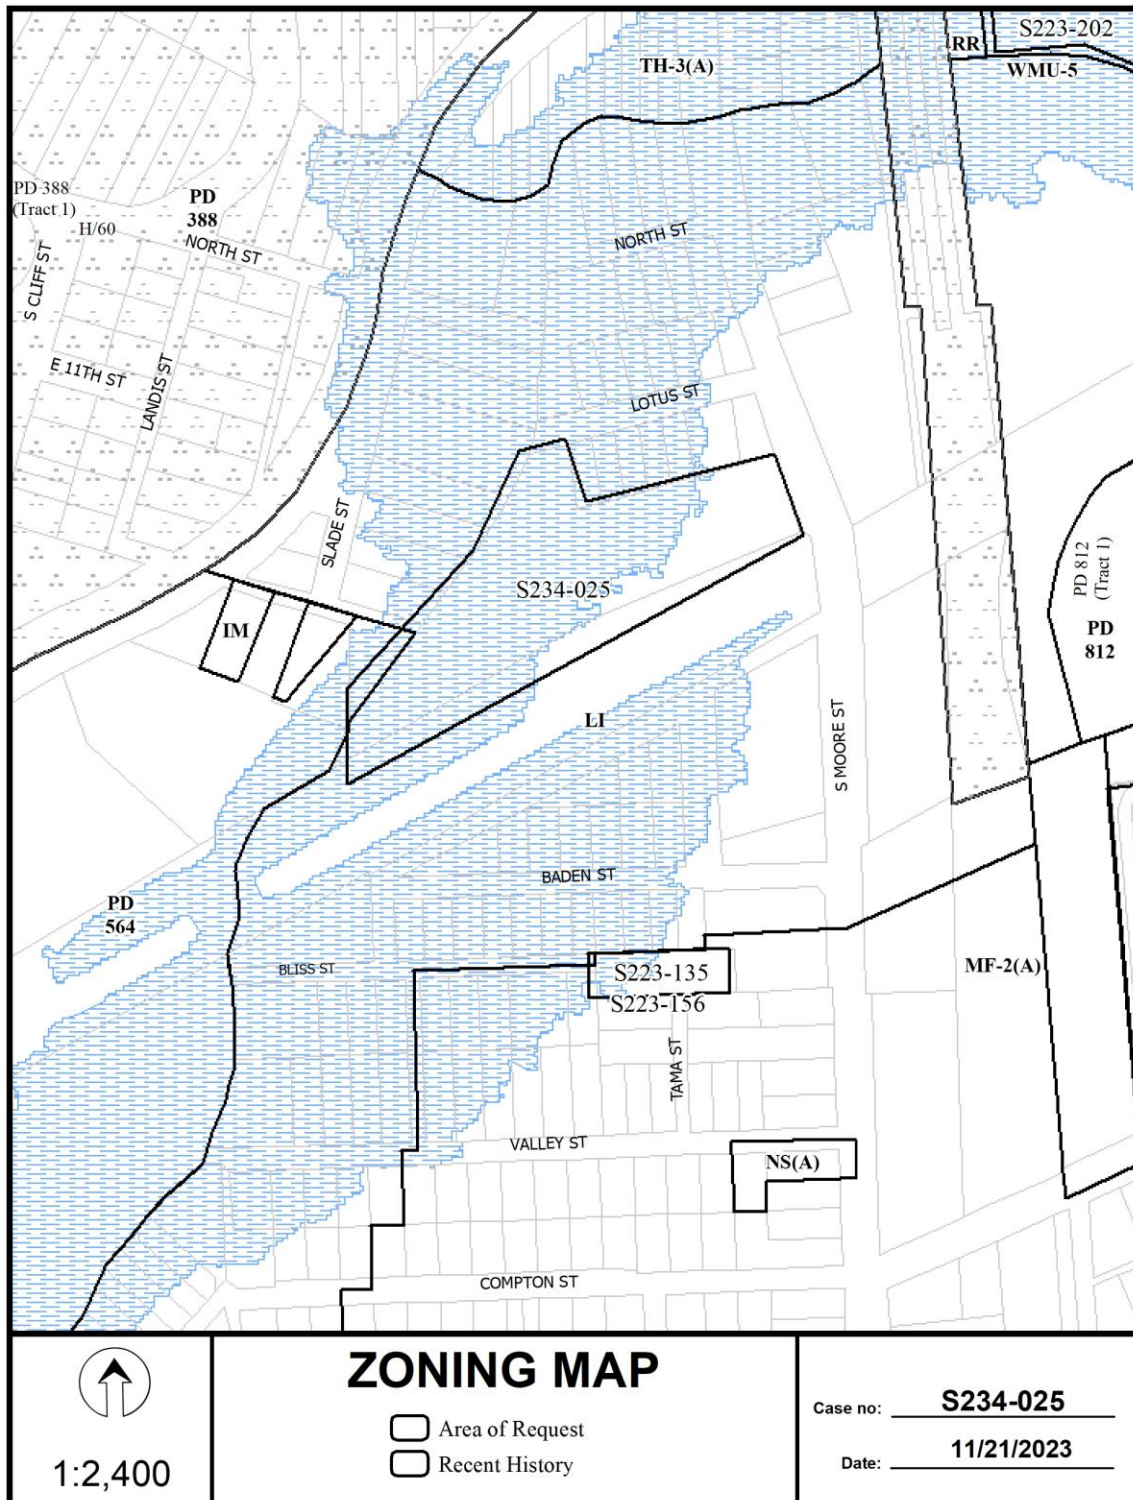 S223-202
RR
TH-3(A)
WMU-5
PD 388
(Tract 1)
PD
388
H/60
NORTH ST
NORTH ST
S CLIFF ST
E 11TH ST
LANDIS ST
LOTUS ST
SLADE ST
S234-025
PD 812
(Tract 1)
IM
PD
812
LI
S MOORE ST
BADEN ST
PD
564
BLISS ST
S223-135
MF-2(A)
S223-156
TAMA ST
VALLEY ST
NS(A)
COMPTON ST
1:2,400
ZONING MAP
Area of Request
Recent History
Case no: S234-025
Date: 11/21/2023